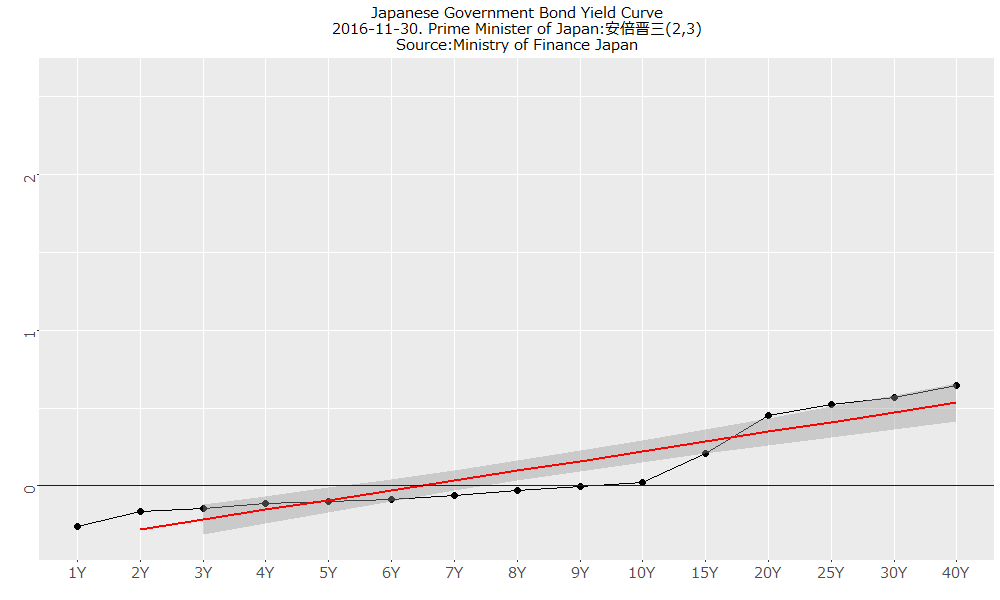 Japanese Government Bond Yield Curve
2016-11-30. Prime Minister of Japan:安倍晋三(2,3)
Source:Ministry of Finance Japan
2
1
0
1Y 2Y 3Y 4Y 5Y 6Y 7Y 8Y 9Y 10Y 15Y 20Y 25Y 30Y 40Y